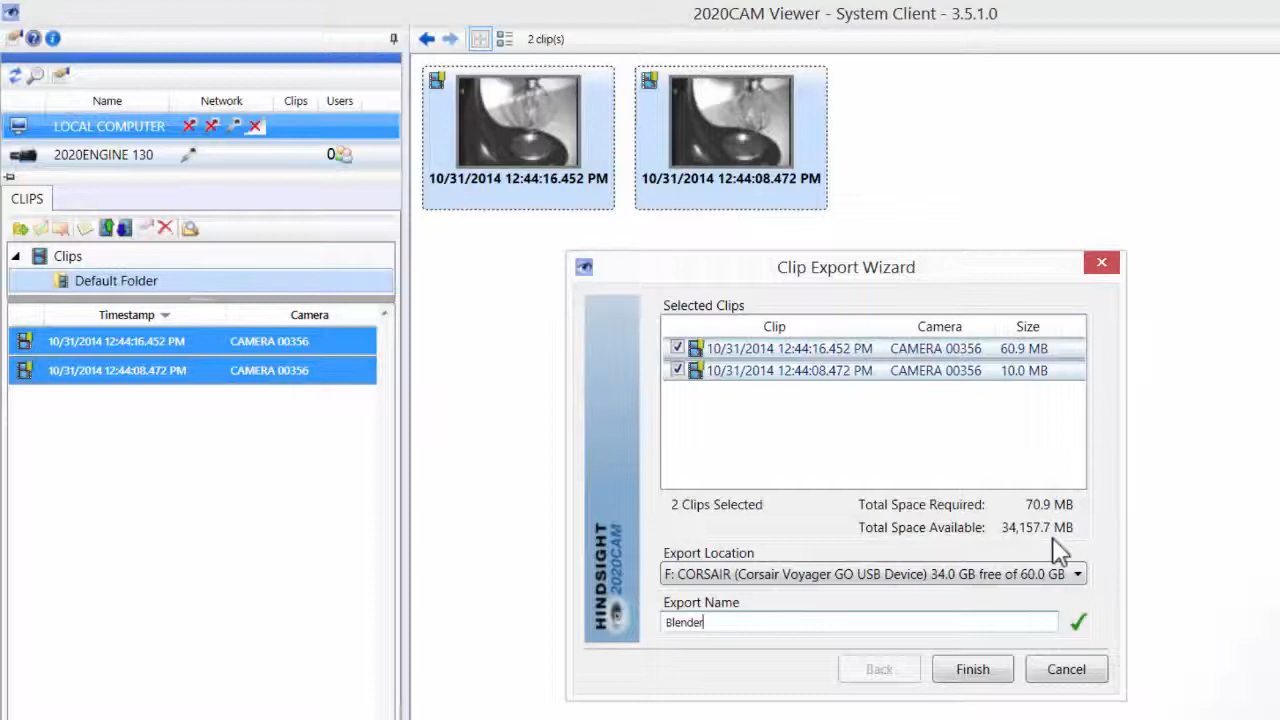 2020CAM Viewer - System Client - 3.5.1.0
2 clip(s)
Name Network Clips Users
LOCAL COMPUTER
2020ENGINE 130 0
CLIPS
Clips
Default Folder
Timestamp Camera
10/31/2014 12:44:16.452 PM CAMERA 00356
10/31/2014 12:44:08.472 PM CAMERA 00356
10/31/2014 12:44:16.452 PM
10/31/2014 12:44:08.472 PM
Clip Export Wizard
HINDSIGHT
2020CAM
Selected Clips
Clip Camera Size
10/31/2014 12:44:16.452 PM CAMERA 00356 60.9 MB
10/31/2014 12:44:08.472 PM CAMERA 00356 10.0 MB
2 Clips Selected Total Space Required: 70.9 MB
Total Space Available: 34,157.7 MB
Export Location
F: CORSAIR (Corsair Voyager GO USB Device) 34.0 GB free of 60.0 GB
Export Name
Blender
Back Finish Cancel